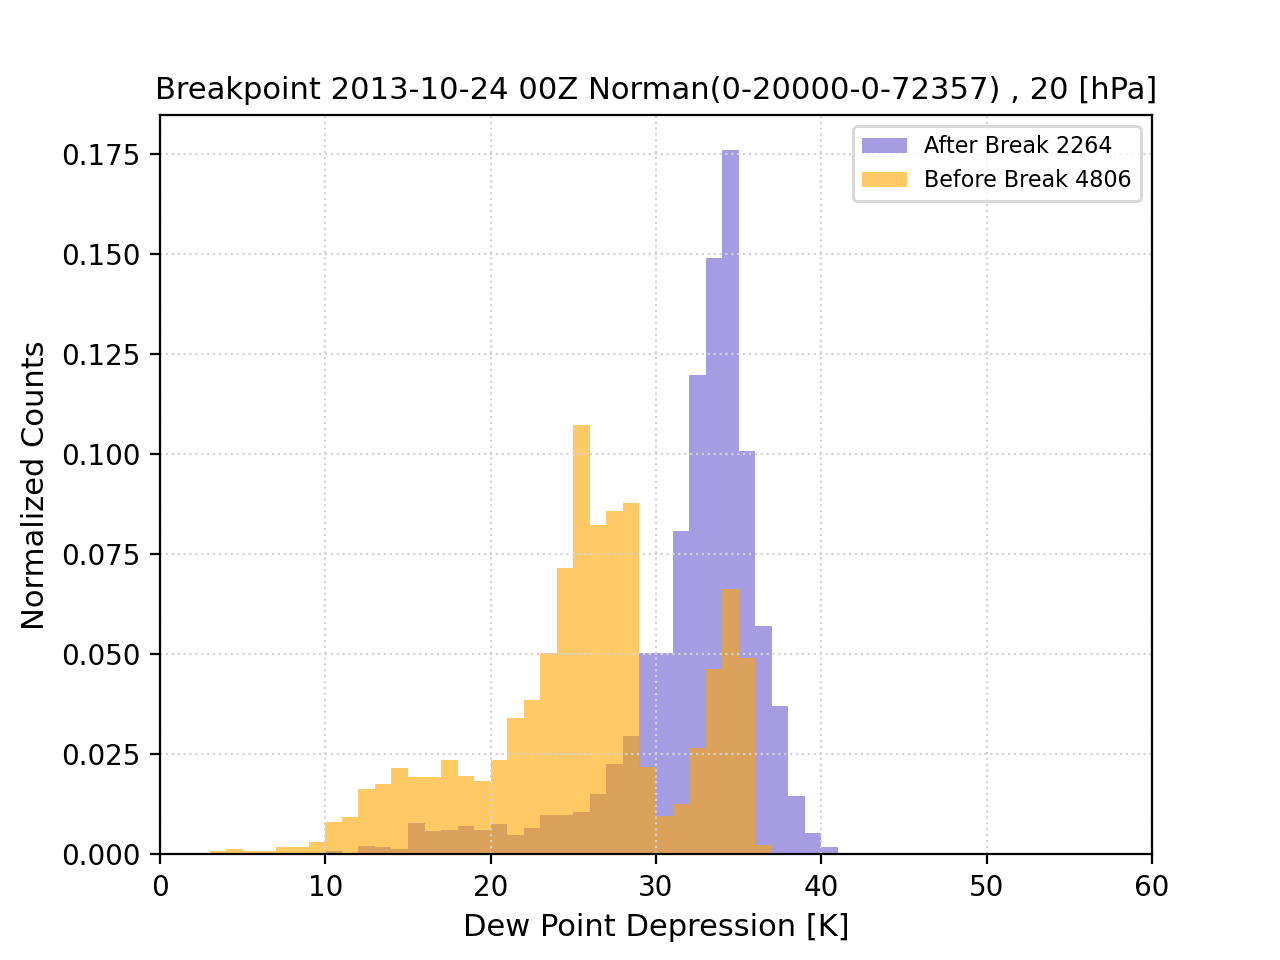 Breakpoint 2013-10-24 00Z Norman(0-20000-0-72357) , 20 [hPa]
After Break 2264
Before Break 4806
Normalized Counts
0.175
0.150
0.125
0.100
0.075
0.050
0.025
0.000
0 10 20 30 40 50 60
Dew Point Depression [K]